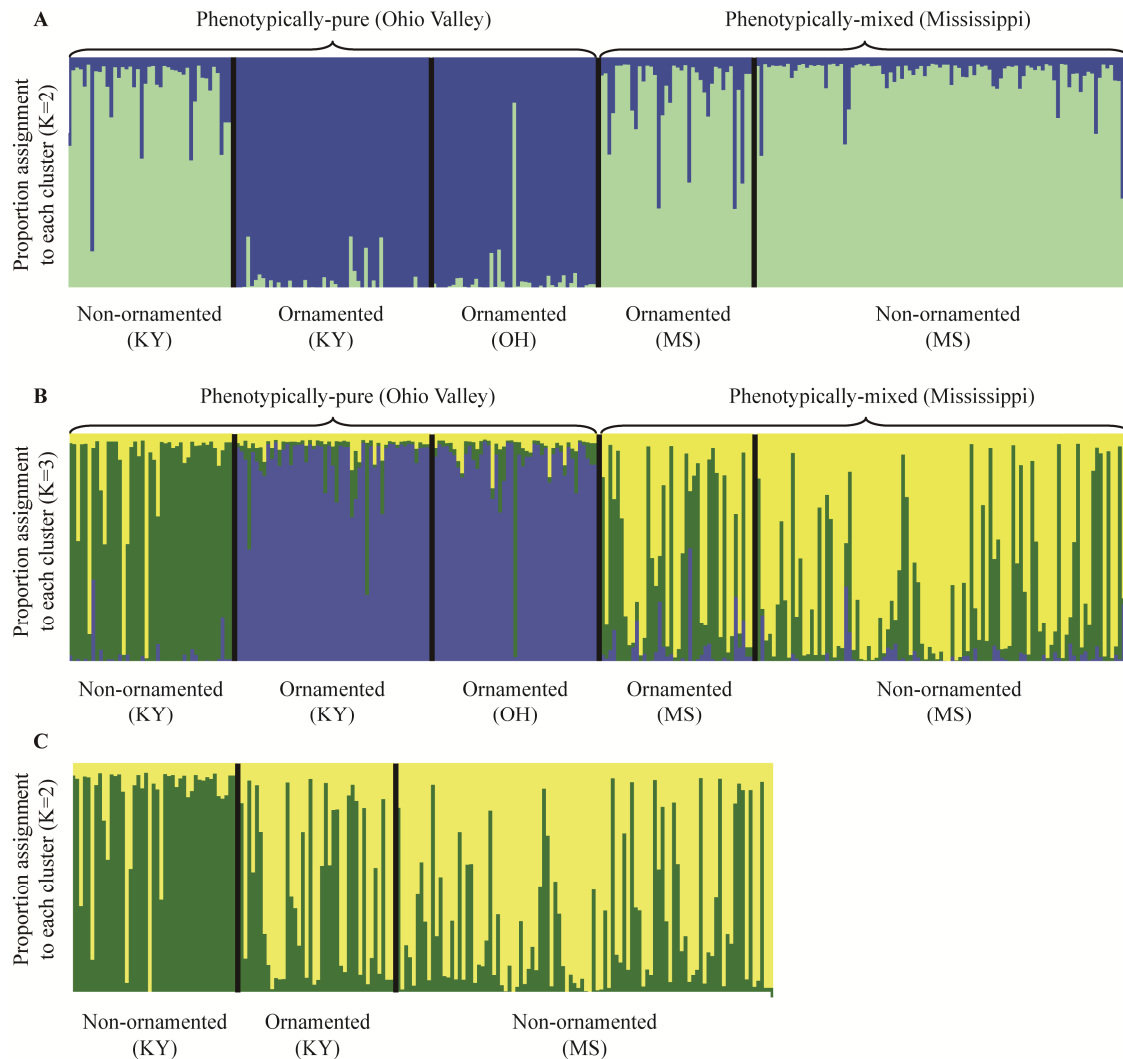 A
Phenotypically-pure (Ohio Valley)
Phenotypically-mixed (Mississippi)
Proportion assignment
to each cluster (K=2)
Non-ornamented
(KY)
Ornamented
(KY)
Ornamented
(OH)
Ornamented
(MS)
Non-ornamented
(MS)
B
Phenotypically-pure (Ohio Valley)
Phenotypically-mixed (Mississippi)
Proportion assignment
to each cluster (K=3)
Non-ornamented
(KY)
Ornamented
(KY)
Ornamented
(OH)
Ornamented
(MS)
Non-ornamented
(MS)
C
Proportion assignment
to each cluster (K=2)
Non-ornamented
(KY)
Ornamented
(KY)
Non-ornamented
(MS)